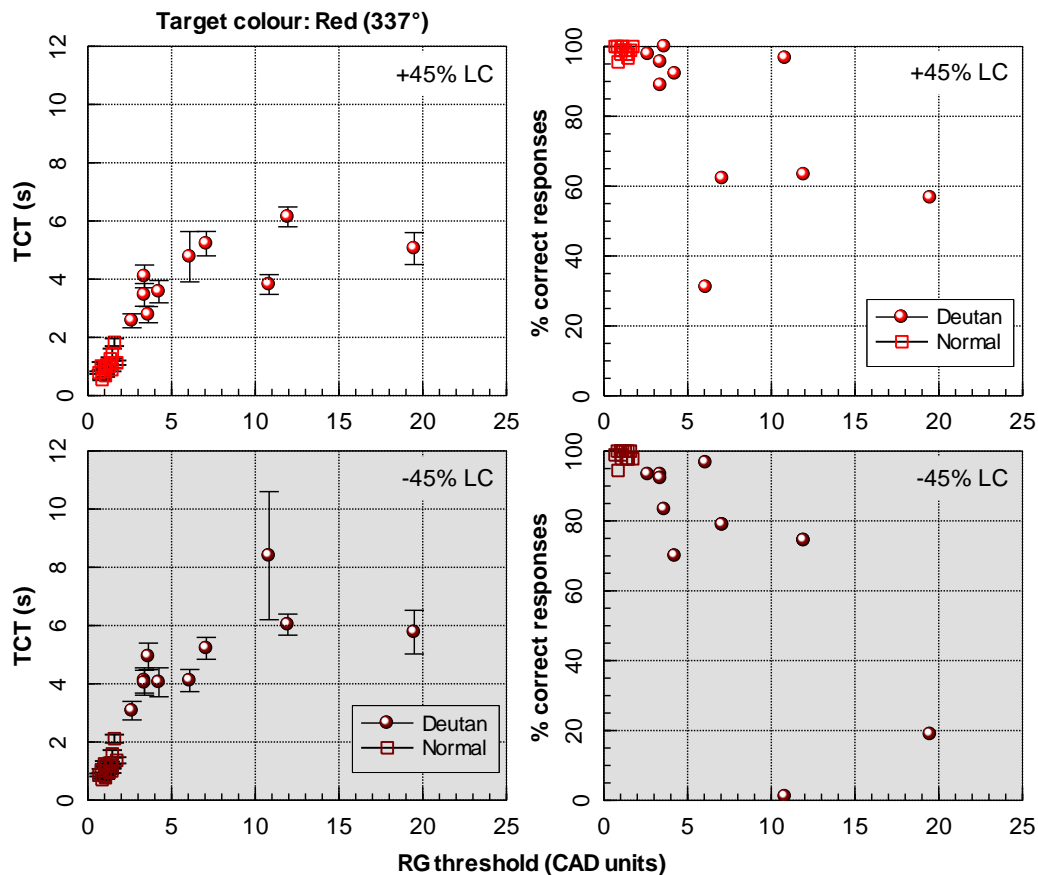 Target colour: Red (337°)
12
10
8
6
4
2
0
TCT (s)
+45% LC
0 5 10 15 20 25
100
80
60
40
20
0
% correct responses
+45% LC
Deutan
Normal
0 5 10 15 20 25
12
10
8
6
4
2
0
TCT (s)
-45% LC
Deutan
Normal
0 5 10 15 20 25
100
80
60
40
20
0
% correct responses
-45% LC
0 5 10 15 20 25
RG threshold (CAD units)